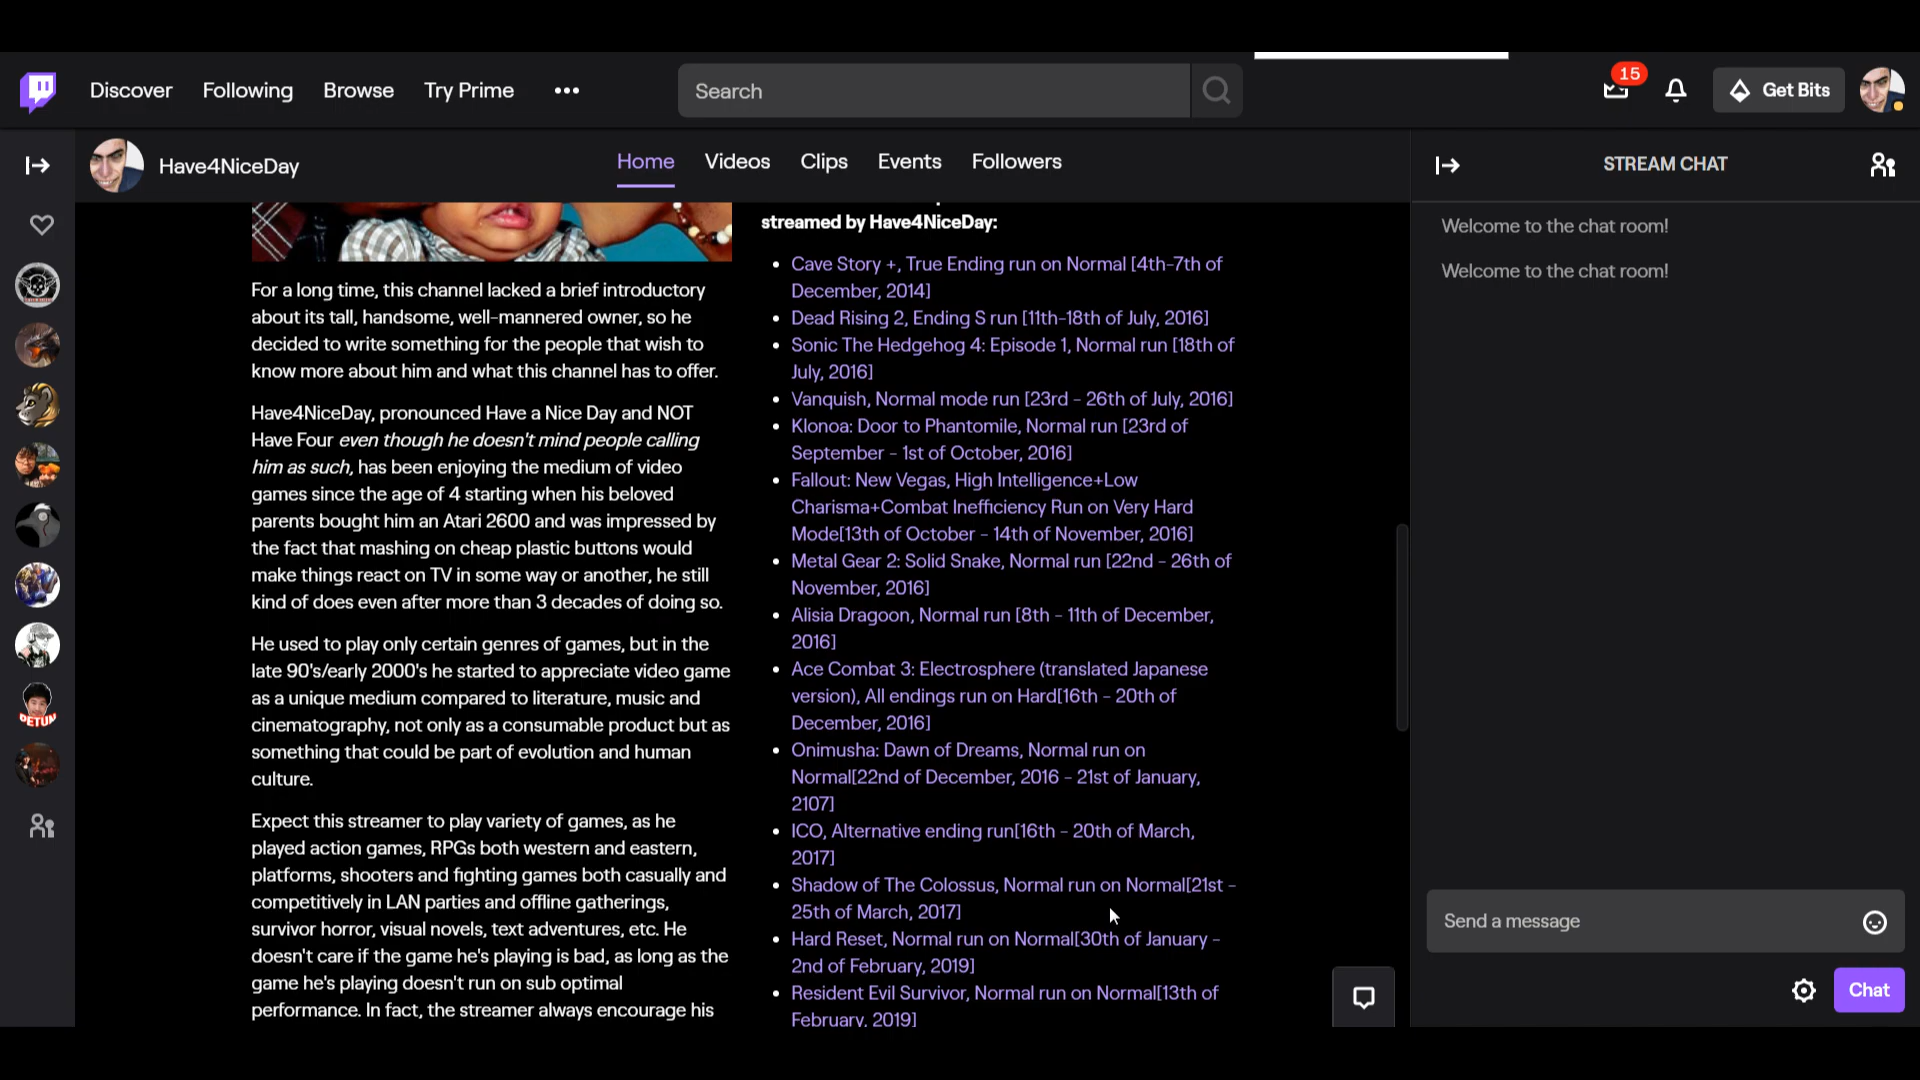 Discover
Following
Browse
Try Prime
Search
15
Get Bits
Have4NiceDay
Home
Videos
Clips
Events
Followers
STREAM CHAT
For a long time, this channel lacked a brief introductory
about its tall, handsome, well-mannered owner, so he
decided to write something for the people that wish to
know more about him and what this channel has to offer.
Have4NiceDay, pronounced Have a Nice Day and NOT
Have Four even though he doesn't mind people calling
him as such, has been enjoying the medium of video
games since the age of 4 starting when his beloved
parents bought him an Atari 2600 and was impressed by
the fact that mashing on cheap plastic buttons would
make things react on TV in some way or another, he still
kind of does even after more than 3 decades of doing so.
He used to play only certain genres of games, but in the
late 90's/early 2000's he started to appreciate video game
as a unique medium compared to literature, music and
cinematography, not only as a consumable product but as
something that could be part of evolution and human
culture.
Expect this streamer to play variety of games, as he
played action games, RPGs both western and eastern,
platforms, shooters and fighting games both casually and
competitively in LAN parties and offline gatherings,
survivor horror, visual novels, text adventures, etc. He
doesn't care if the game he's playing is bad, as long as the
game he's playing doesn't run on sub optimal
performance. In fact, the streamer always encourage his
streamed by Have4NiceDay:
Cave Story +, True Ending run on Normal [4th-7th of
December, 2014]
Dead Rising 2, Ending S run [11th-18th of July, 2016]
Sonic The Hedgehog 4: Episode 1, Normal run [18th of
July, 2016]
Vanquish, Normal mode run [23rd - 26th of July, 2016]
Klonoa: Door to Phantomile, Normal run [23rd of
September - 1st of October, 2016]
Fallout: New Vegas, High Intelligence+Low
Charisma+Combat Inefficiency Run on Very Hard
Mode[13th of October - 14th of November, 2016]
Metal Gear 2: Solid Snake, Normal run [22nd - 26th of
November, 2016]
Alisia Dragoon, Normal run [8th - 11th of December,
2016]
Ace Combat 3: Electrosphere (translated Japanese
version), All endings run on Hard[16th - 20th of
December, 2016]
Onimusha: Dawn of Dreams, Normal run on
Normal[22nd of December, 2016 - 21st of January,
2107]
ICO, Alternative ending run[16th - 20th of March,
2017]
Shadow of The Colossus, Normal run on Normal[21st -
25th of March, 2017]
Hard Reset, Normal run on Normal[30th of January -
2nd of February, 2019]
Resident Evil Survivor, Normal run on Normal[13th of
February, 2019]
Welcome to the chat room!
Welcome to the chat room!
Send a message
Chat
DETUN